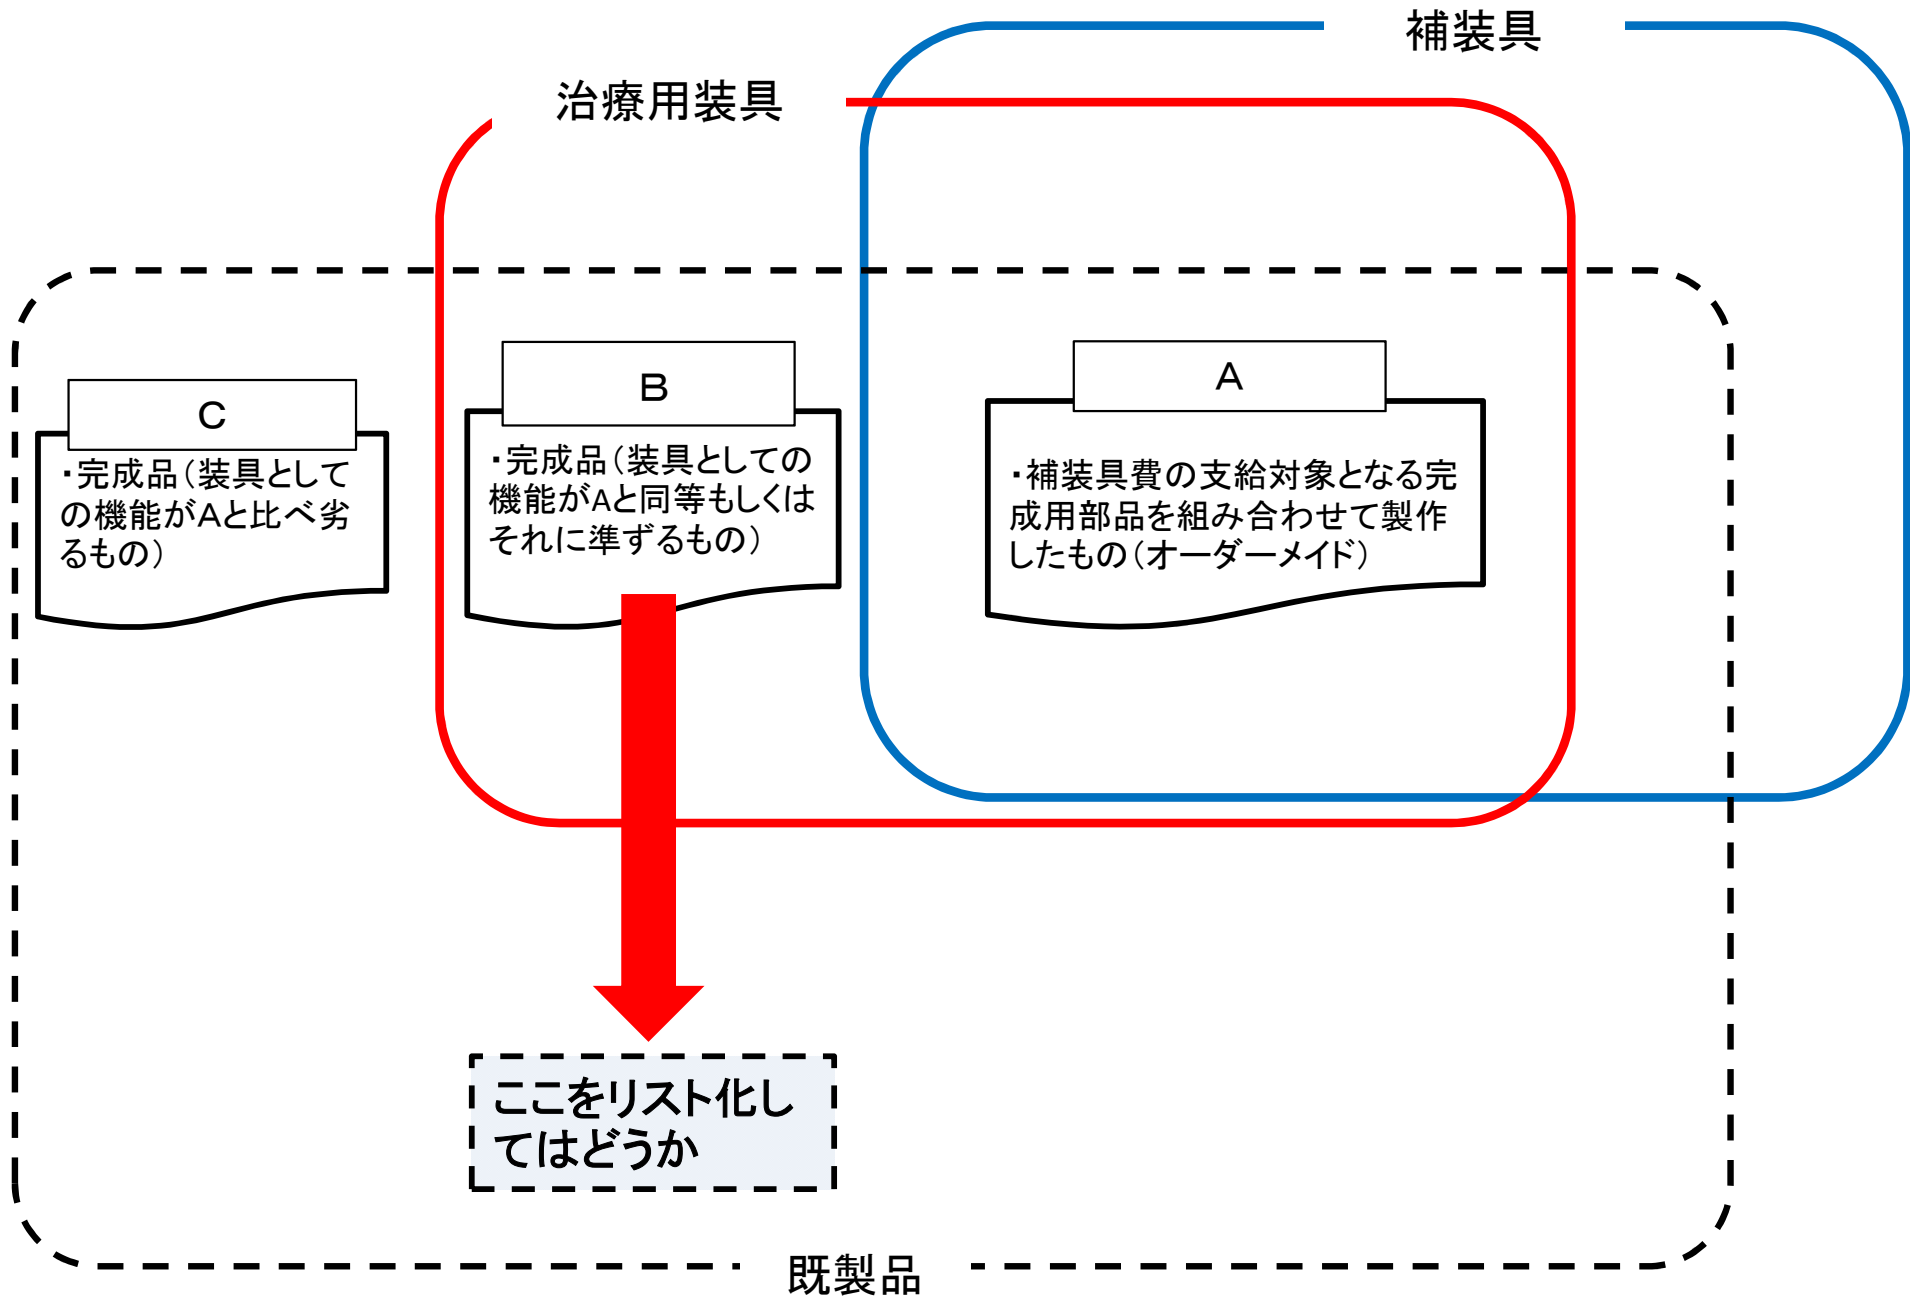 補装具
治療用装具
C
・完成品（装具として
の機能がAと比べ劣
るもの）
B
・完成品（装具としての
機能がAと同等もしくは
それに準ずるもの）
A
・補装具費の支給対象となる完
成用部品を組み合わせて製作
したもの（オーダーメイド）
ここをリスト化し
てはどうか
既製品